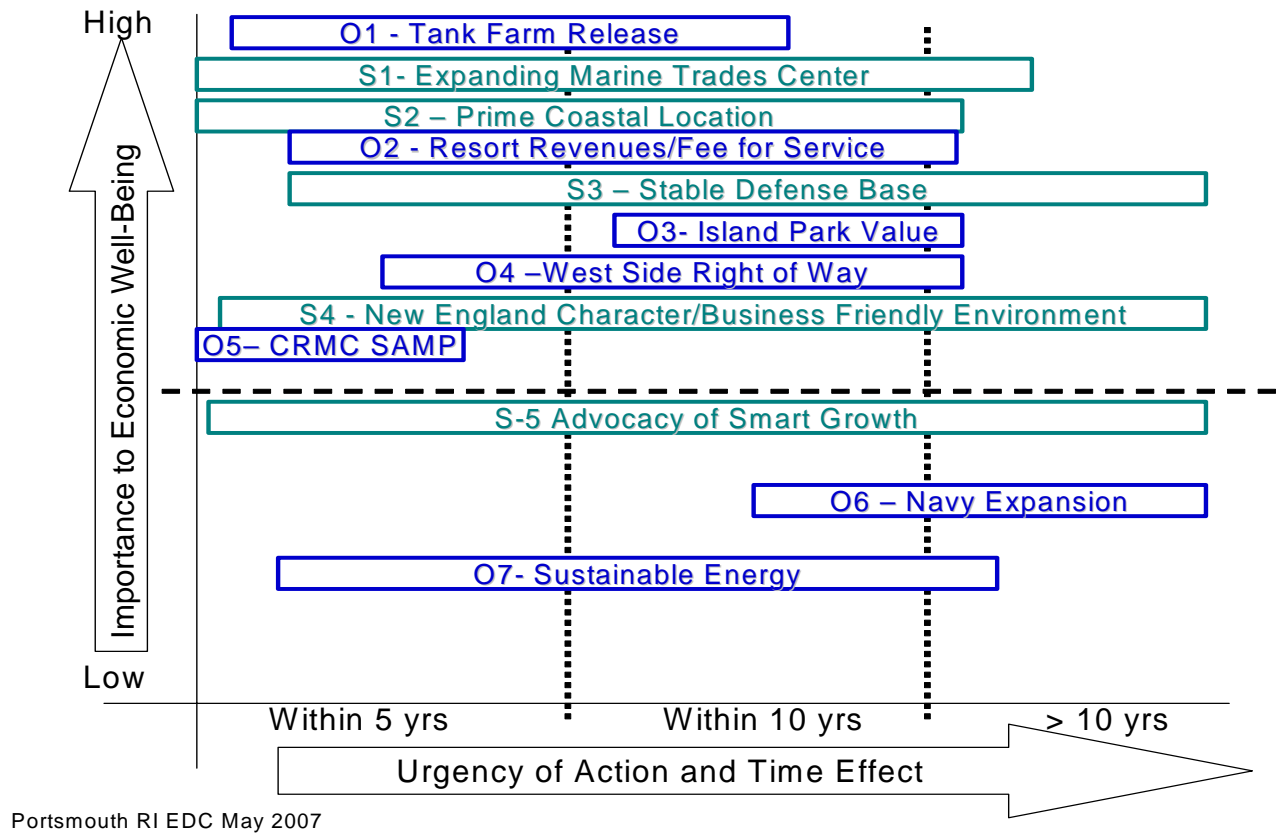 High
O1 - Tank Farm Release
S1- Expanding Marine Trades Center
S2 – Prime Coastal Location
O2 - Resort Revenues/Fee for Service
S3 – Stable Defense Base
O3- Island Park Value
O4 –West Side Right of Way
S4 - New England Character/Business Friendly Environment
O5– CRMC SAMP
Importance to Economic Well-Being
S-5 Advocacy of Smart Growth
O6 – Navy Expansion
O7- Sustainable Energy
Low
Within 5 yrs
Within 10 yrs
> 10 yrs
Urgency of Action and Time Effect
Portsmouth RI EDC May 2007